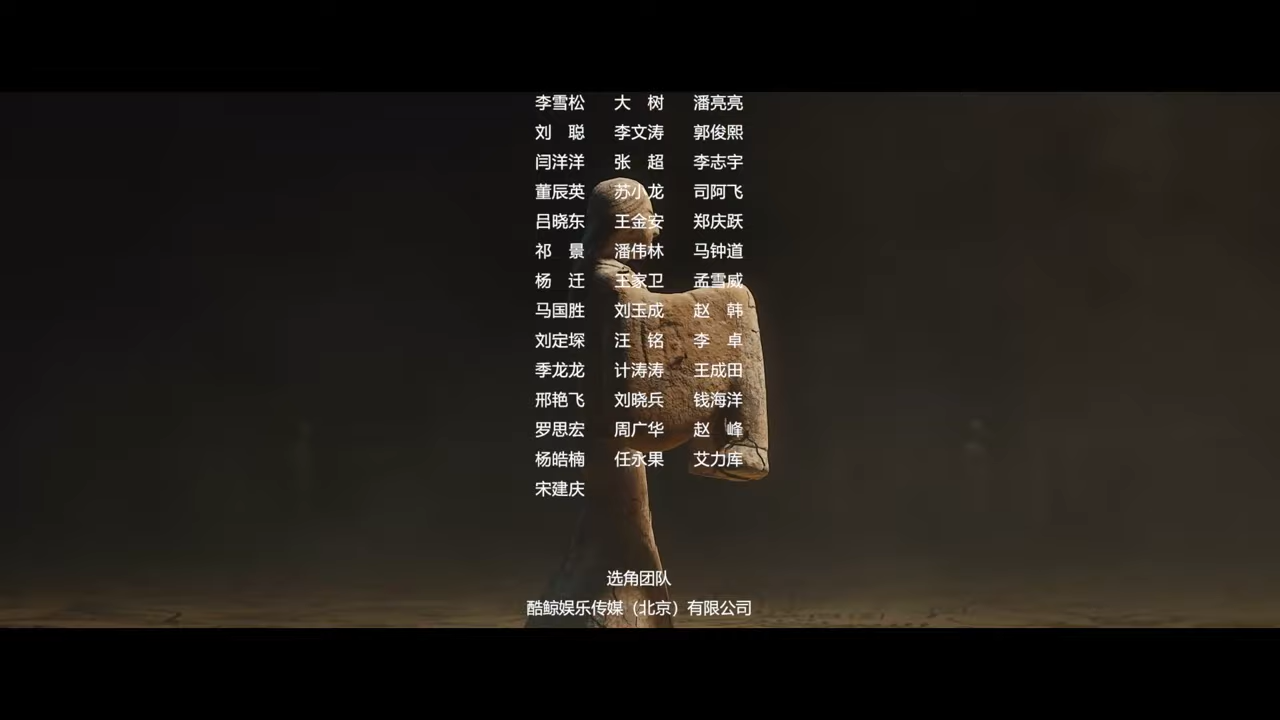 李雪松 大 树 潘亮亮
刘 聪 李文涛 郭俊熙
闫洋洋 张 超 李志宇
董辰英 苏小龙 司阿飞
吕晓东 王金安 郑庆跃
祁 景 潘伟林 马钟道
杨 迁 王家卫 孟雪威
马国胜 刘玉成 赵 韩
刘定堔 汪 铭 李 卓
季龙龙 计涛涛 王成田
邢艳飞 刘晓兵 钱海洋
罗思宏 周广华 赵 峰
杨皓楠 任永果 艾力库
宋建庆
选角团队
酷鲸娱乐传媒（北京）有限公司